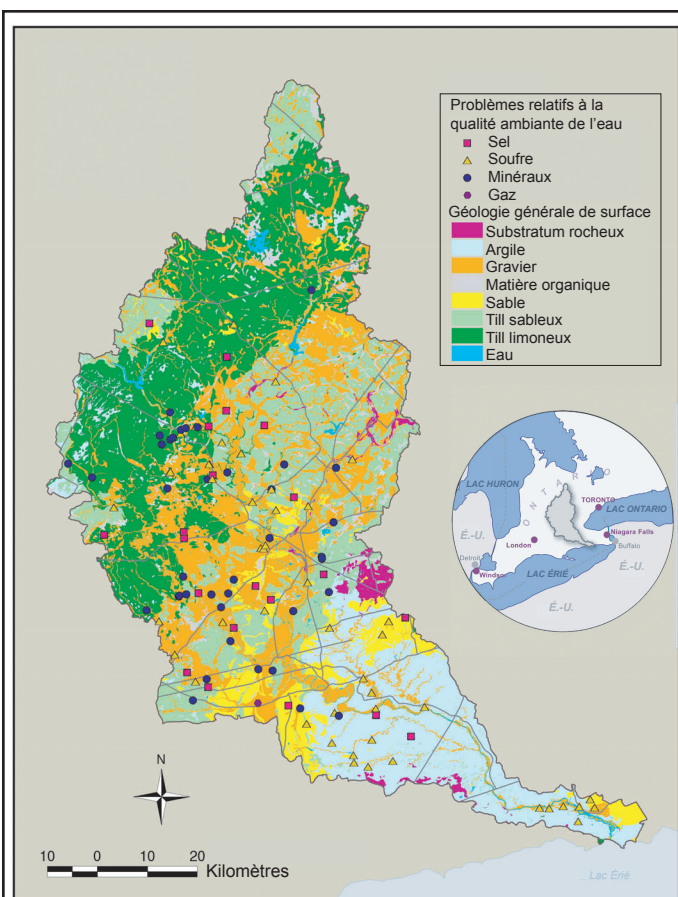 Problèmes relatifs à la
qualité ambiante de l'eau
Sel
Soufre
Minéraux
Gaz
Géologie générale de surface
Substratum rocheux
Argile
Gravier
Matière organique
Sable
Till sableux
Till limoneux
Eau
LAC HURON
ONTARIO
TORONTO
LAC ONTARIO
É.-U.
London
Niagara Falls
Buffalo
Detroit
Windsor
LAC ÉRIÉ
É.-U.
É.-U.
N
10 0 10 20 Kilomètres
Lac Érié